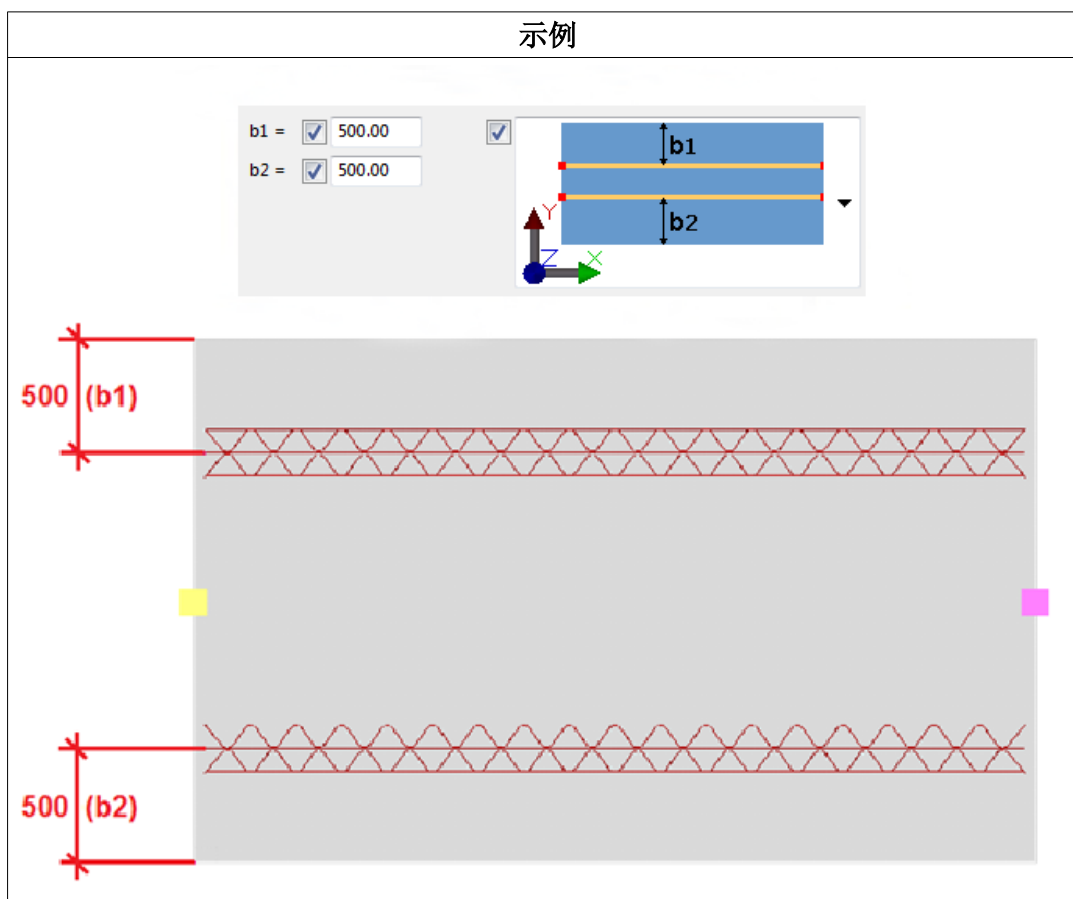 示例
b1 = 500.00
b2 = 500.00
b1
b2
Y
Z X
500 (b1)
500 (b2)